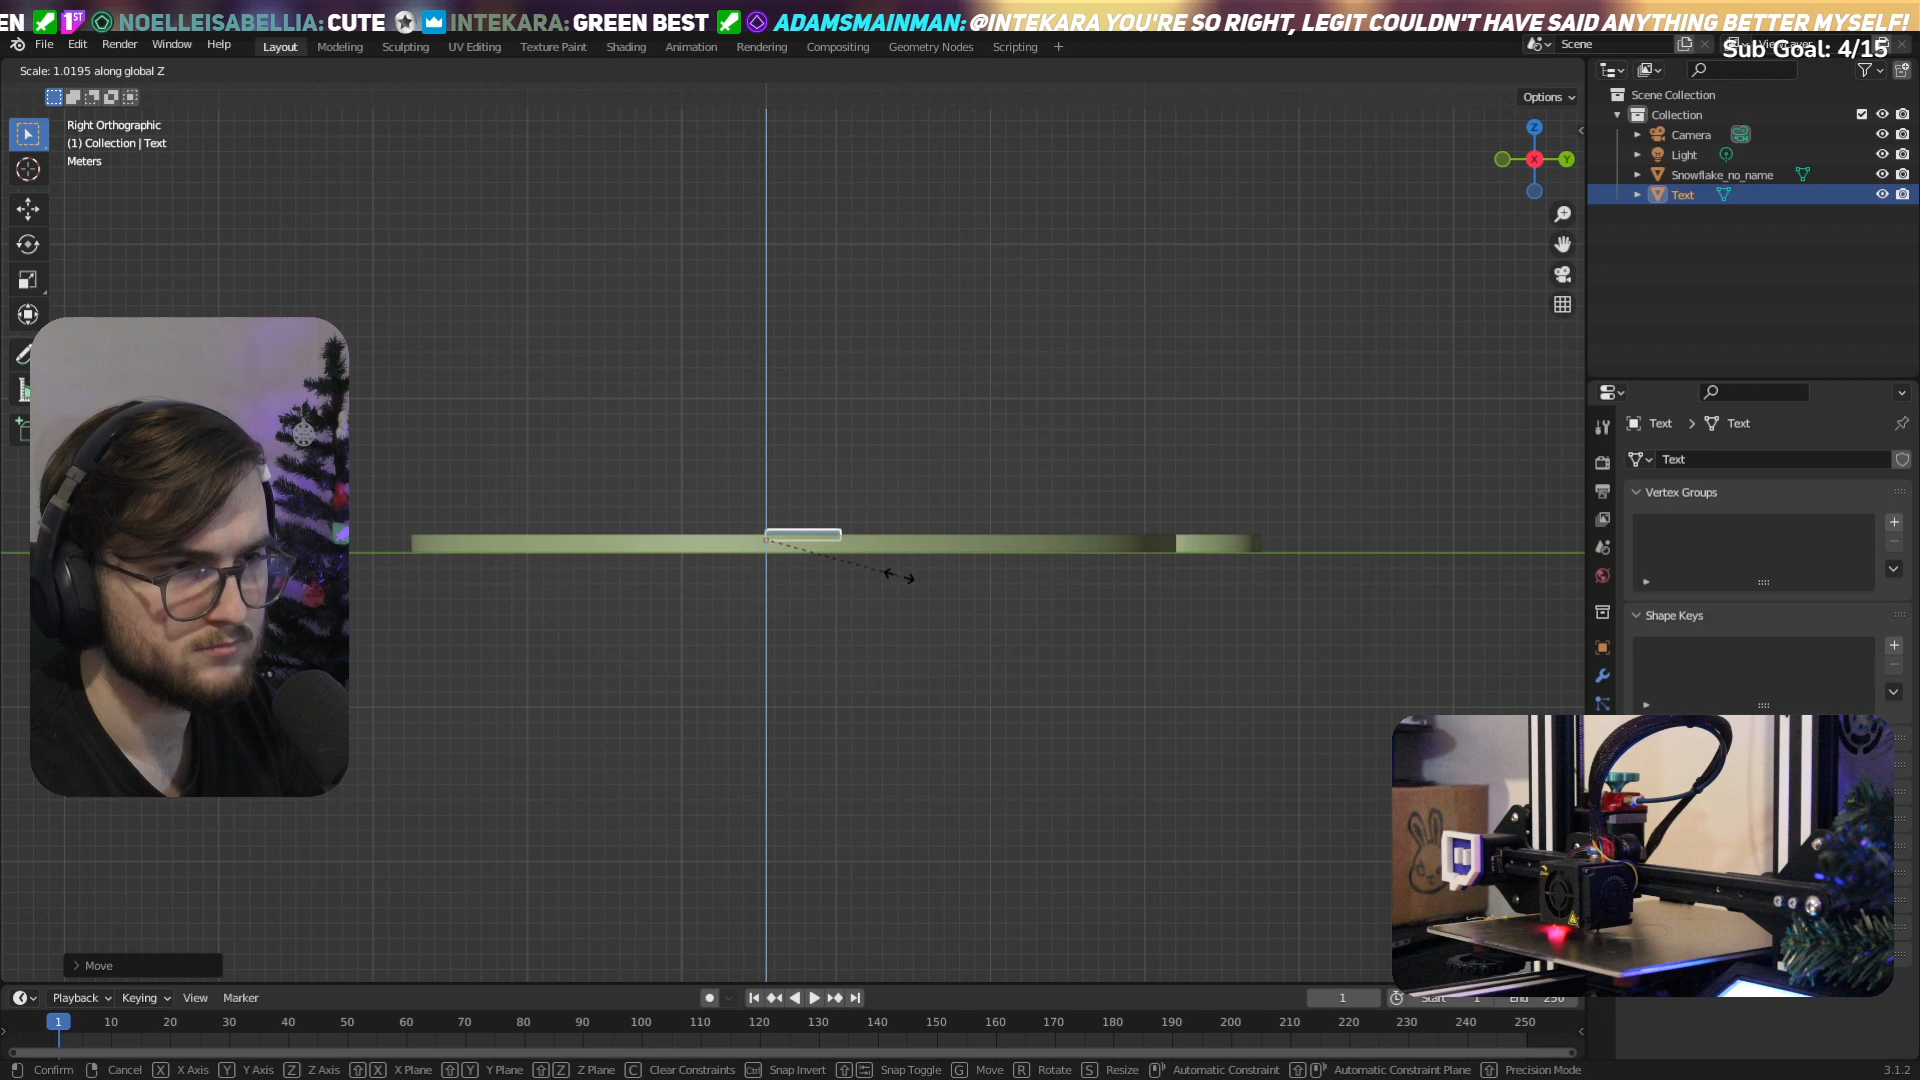 EN NOELLEISABELLIA: CUTE INTEKARA: GREEN BEST ADAMSMAINMAN: @INTEKARA YOU'RE SO RIGHT, LEGIT COULDN'T HAVE SAID ANYTHING BETTER MYSELF!
File Edit Render Window Help Layout Modeling Sculpting UV Editing Texture Paint Shading Animation Rendering Compositing Geometry Nodes Scripting + Scene
Sub Goal: 4/15
Scale: 1.0195 along global Z
Options
Right Orthographic
(1) Collection | Text
Meters
Z
X
Y
Scene Collection
Collection
Camera
Light
Snowflake_no_name
Text
Text > Text
Text
Vertex Groups
Shape Keys
> Move
Playback Keying View Marker 1 Start 1 End 250
1 10 20 30 40 50 60 70 80 90 100 110 120 130 140 150 160 170 180 190 200 210 220 230 240 250
Confirm Cancel X X Axis Y Y Axis Z Z Axis X X Plane Y Y Plane Z Z Plane C Clear Constraints Ctrl Snap Invert Snap Toggle G Move R Rotate S Resize Automatic Constraint Automatic Constraint Plane Precision Mode 3.1.2